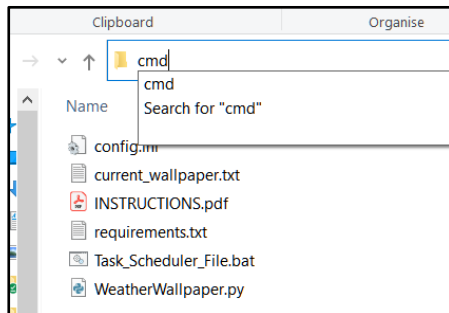 Clipboard
Organise
cmd
cmd
Search for "cmd"
Name
config.ini
current_wallpaper.txt
INSTRUCTIONS.pdf
requirements.txt
Task_Scheduler_File.bat
WeatherWallpaper.py